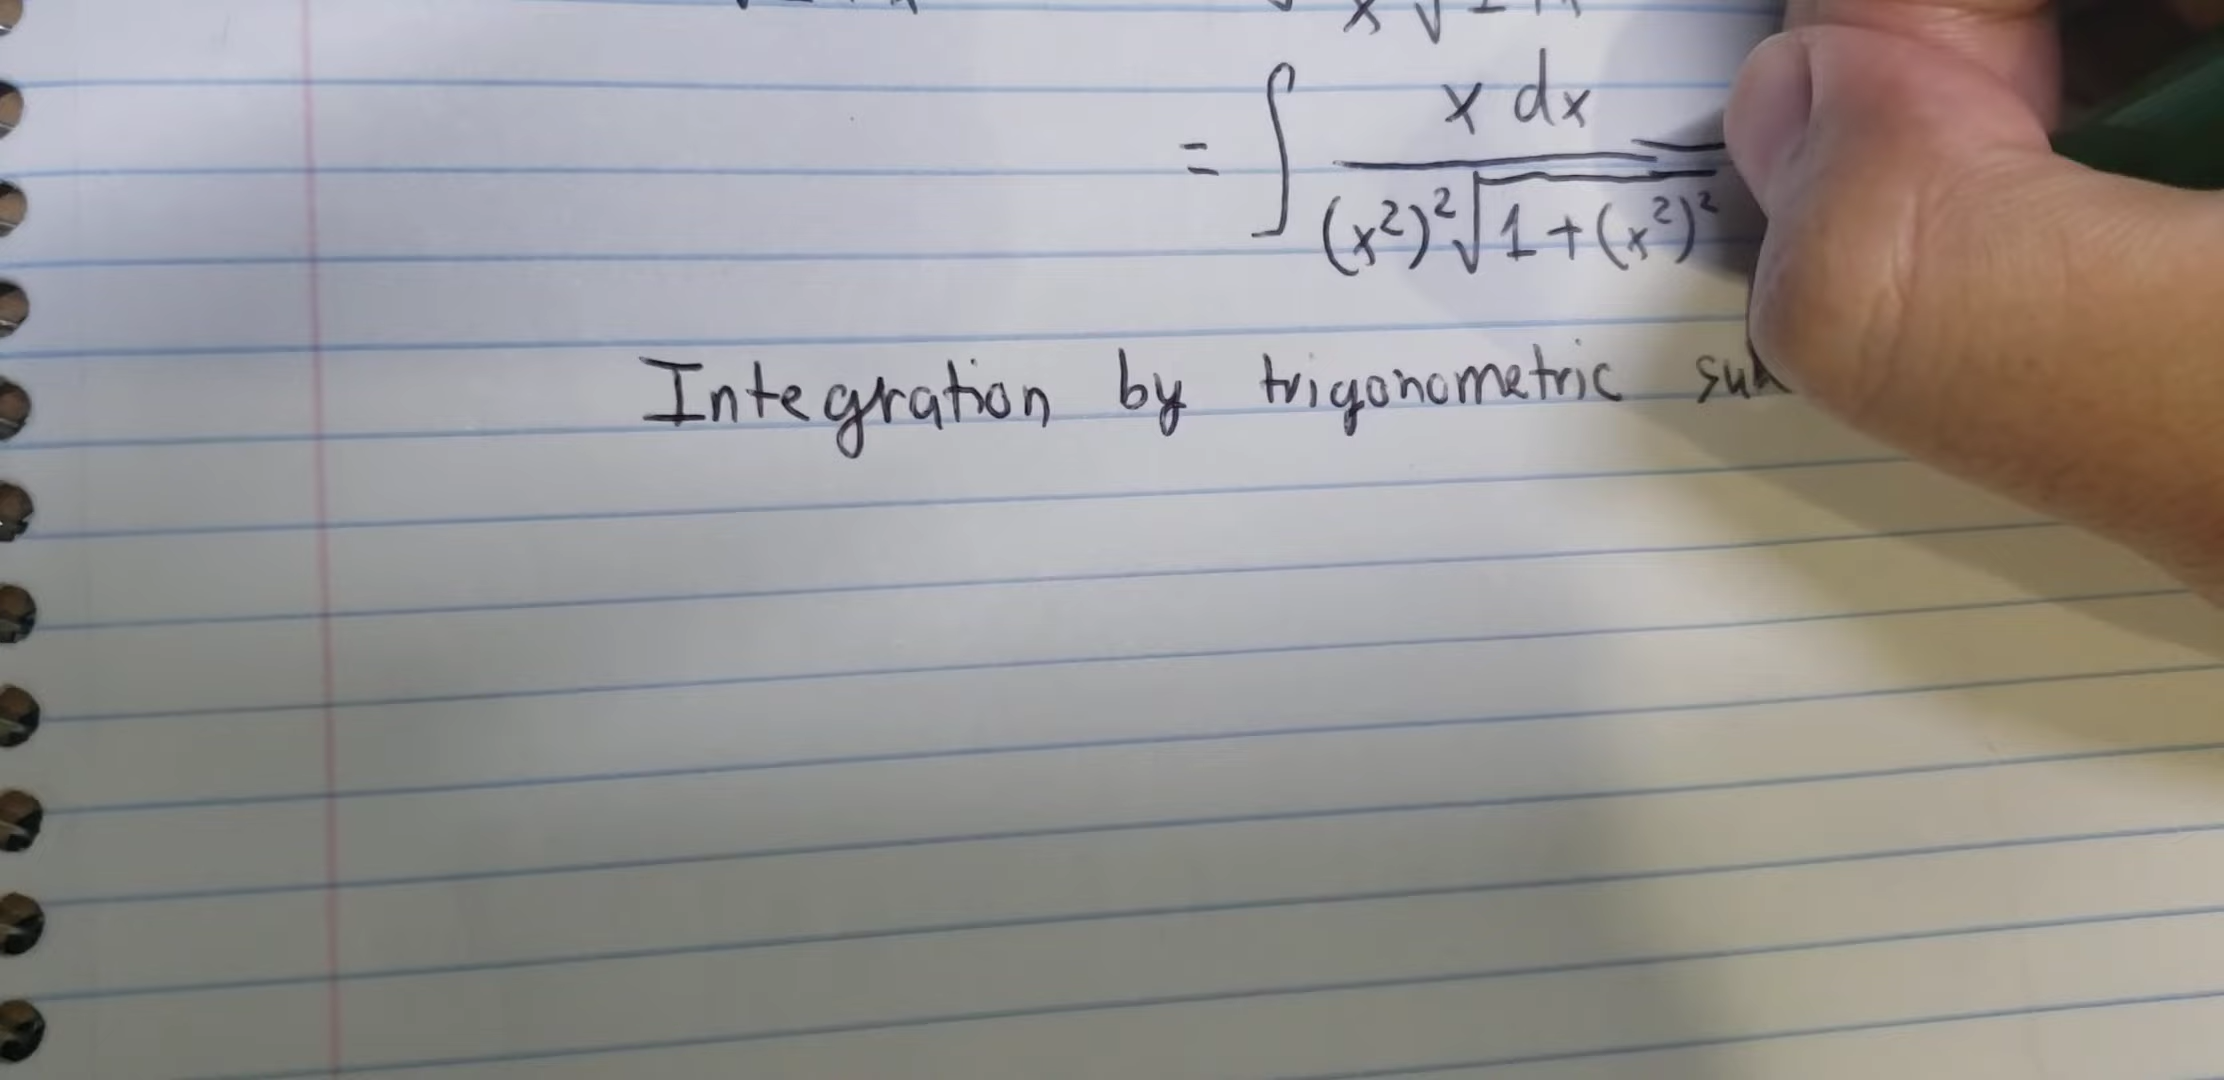 = ∫ x dx / (x²)²√1+(x²)²
Integration by trigonometric